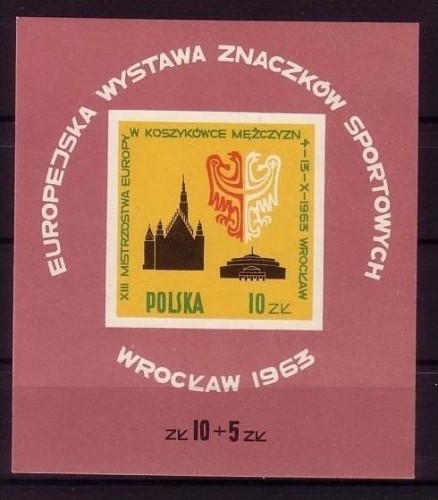 EUROPEJSKA WYSTAWA ZNACZKÓW SPORTOWYCH
XIII MISTRZOSTWA EUROPY
W KOSZYKÓWCE MĘŻCZYZN
4-13-X-1963 WROCŁAW
POLSKA 10 ZŁ
WROCŁAW 1963
ZŁ 10+5 ZŁ